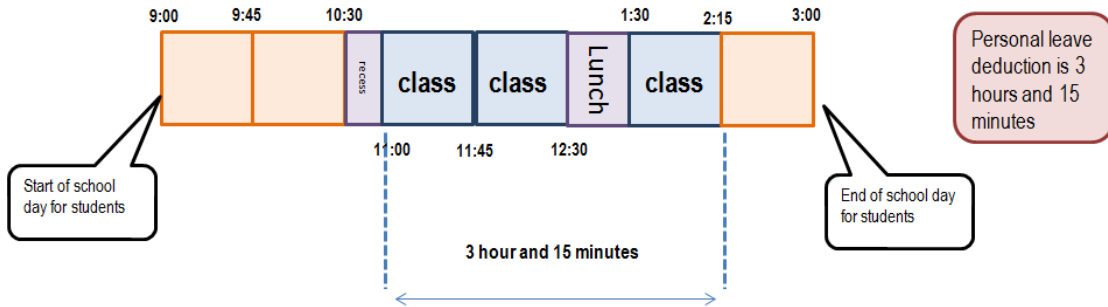 9:00
9:45
10:30
1:30
2:15
3:00
recess
class
class
Lunch
class
11:00
11:45
12:30
Start of school
day for students
End of school day
for students
Personal leave
deduction is 3
hours and 15
minutes
3 hour and 15 minutes